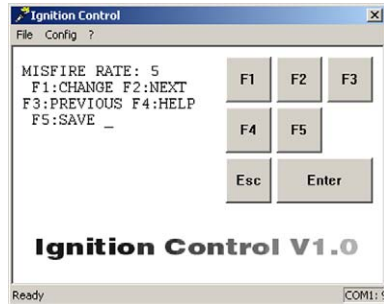 Ignition Control
File Config ?
MISFIRE RATE: 5
F1:CHANGE F2:NEXT
F3:PREVIOUS F4:HELP
F5:SAVE _
F1 F2 F3
F4 F5
Esc Enter
Ignition Control V1.0
Ready COM1: